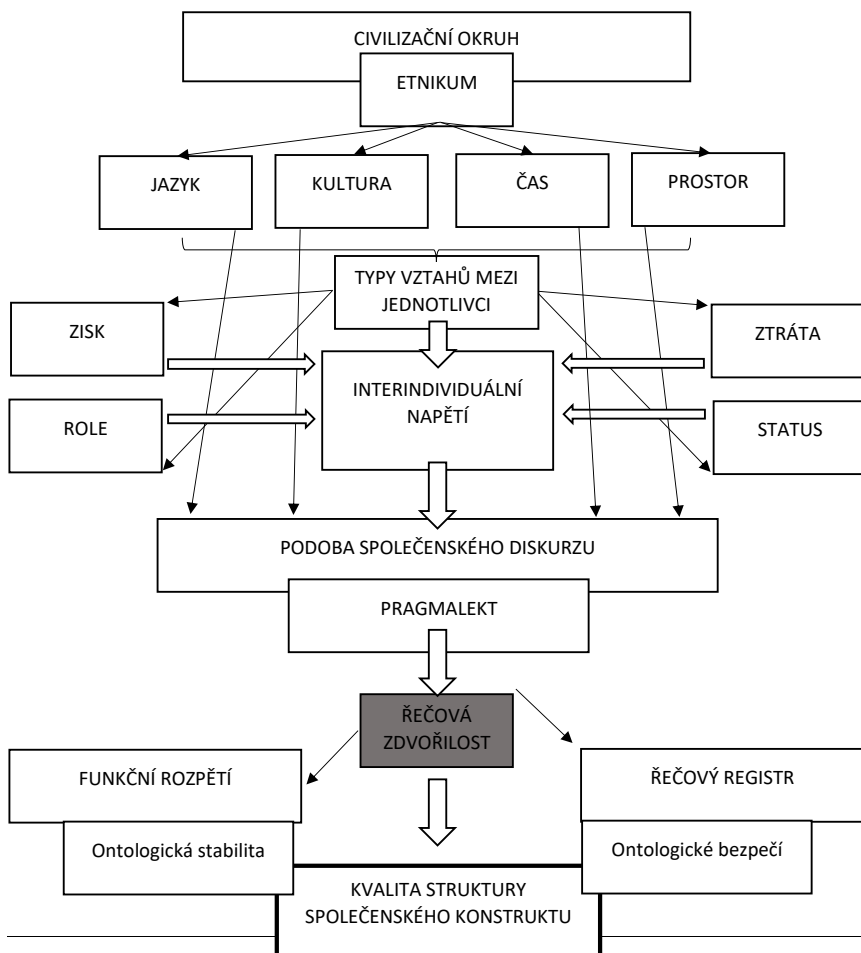 CIVILIZAČNÍ OKRUH
ETNIKUM
JAZYK
KULTURA
ČAS
PROSTOR
TYPY VZTAHŮ MEZI
JEDNOTLIVCI
ZISK
ZTRÁTA
INTERINDIVIDUÁLNÍ
NAPĚTÍ
ROLE
STATUS
PODOBA SPOLEČENSKÉHO DISKURZU
PRAGMALEKT
ŘEČOVÁ
ZDVOŘILOST
FUNKČNÍ ROZPĚTÍ
ŘEČOVÝ REGISTR
Ontologická stabilita
Ontologické bezpečí
KVALITA STRUKTURY
SPOLEČENSKÉHO KONSTRUKTU